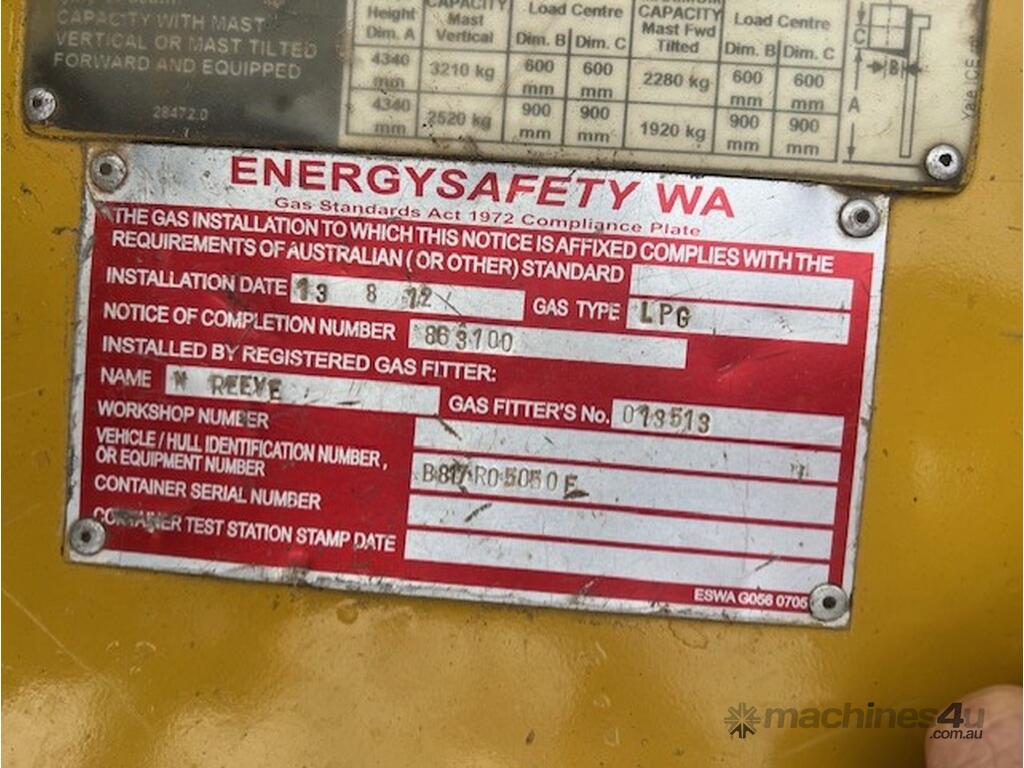 CAPACITY WITH MAST
VERTICAL OR MAST TILTED
FORWARD AND EQUIPPED
28472.0
Height CAPACITY Load Centre CAPACITY Load Centre
Dim. A Mast Vertical Dim. B Dim. C Mast Fwd Tilted Dim. B Dim. C
4340 mm 3210 kg 600 mm 600 mm 2280 kg 600 mm 600 mm
4340 mm 2520 kg 900 mm 900 mm 1920 kg 900 mm 900 mm
C
B
A
ENERGYSAFETY WA
Gas Standards Act 1972 Compliance Plate
THE GAS INSTALLATION TO WHICH THIS NOTICE IS AFFIXED COMPLIES WITH THE
REQUIREMENTS OF AUSTRALIAN ( OR OTHER) STANDARD
INSTALLATION DATE 13 8 12 GAS TYPE LPG
NOTICE OF COMPLETION NUMBER 863100
INSTALLED BY REGISTERED GAS FITTER:
NAME N REEVE GAS FITTER'S No. 013513
WORKSHOP NUMBER
VEHICLE / HULL IDENTIFICATION NUMBER,
OR EQUIPMENT NUMBER B817R05050F
CONTAINER SERIAL NUMBER
CONTAINER TEST STATION STAMP DATE
ESWA G056 0705
machines4u
.com.au